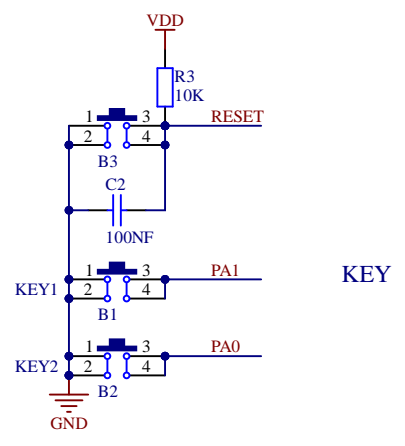 VDD
R3
10K
1 3 RESET
2 4
B3
C2
100NF
1 3 PA1
KEY
KEY1 2 4
B1
1 3 PA0
KEY2 2 4
B2
GND